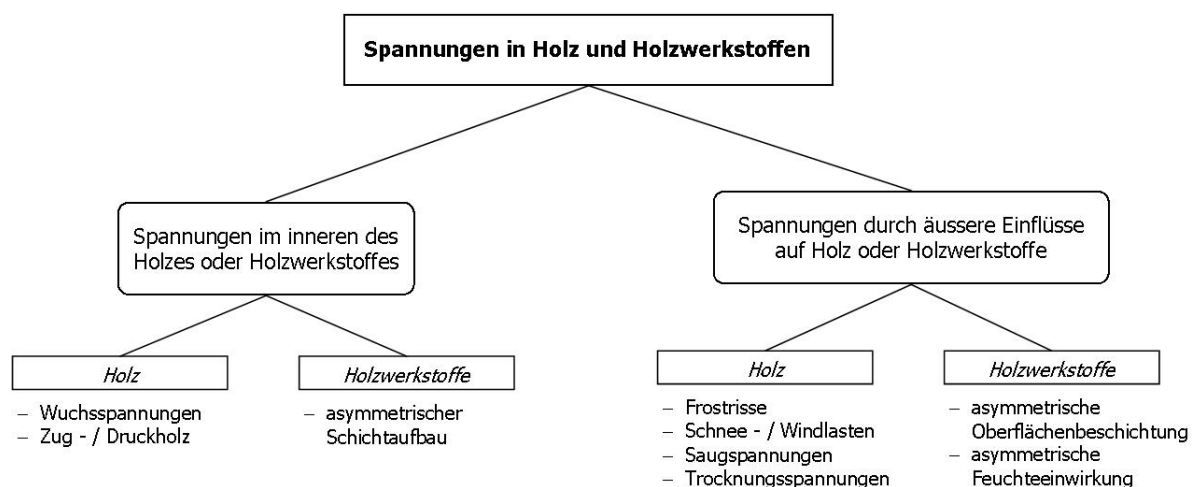 Spannungen in Holz und Holzwerkstoffen
Spannungen im inneren des
Holzes oder Holzwerkstoffes
Spannungen durch äussere Einflüsse
auf Holz oder Holzwerkstoffe
Holz
– Wuchsspannungen
– Zug - / Druckholz
Holzwerkstoffe
– asymmetrischer
Schichtaufbau
Holz
– Frostrisse
– Schnee - / Windlasten
– Saugspannungen
– Trocknungsspannungen
Holzwerkstoffe
– asymmetrische
Oberflächenbeschichtung
– asymmetrische
Feuchteeinwirkung